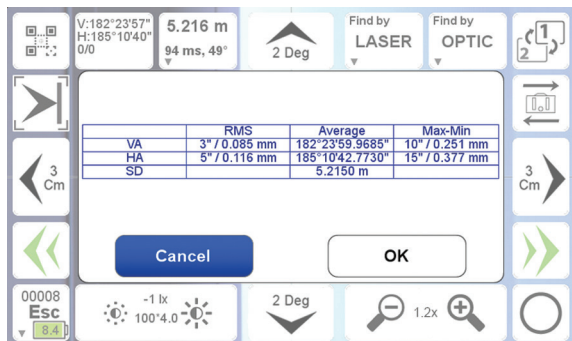 V:182°23'57"
H:185°10'40"
0/0
5.216 m
94 ms, 49°
2 Deg
Find by
LASER
Find by
OPTIC
1
2
RMS Average Max-Min
VA 3" / 0.085 mm 182°23'59.9685" 10" / 0.251 mm
HA 5" / 0.116 mm 185°10'42.7730" 15" / 0.377 mm
SD 5.2150 m
3
Cm
3
Cm
Cancel
OK
00008
Esc
8.4
-1 lx
100*4.0
2 Deg
1.2x